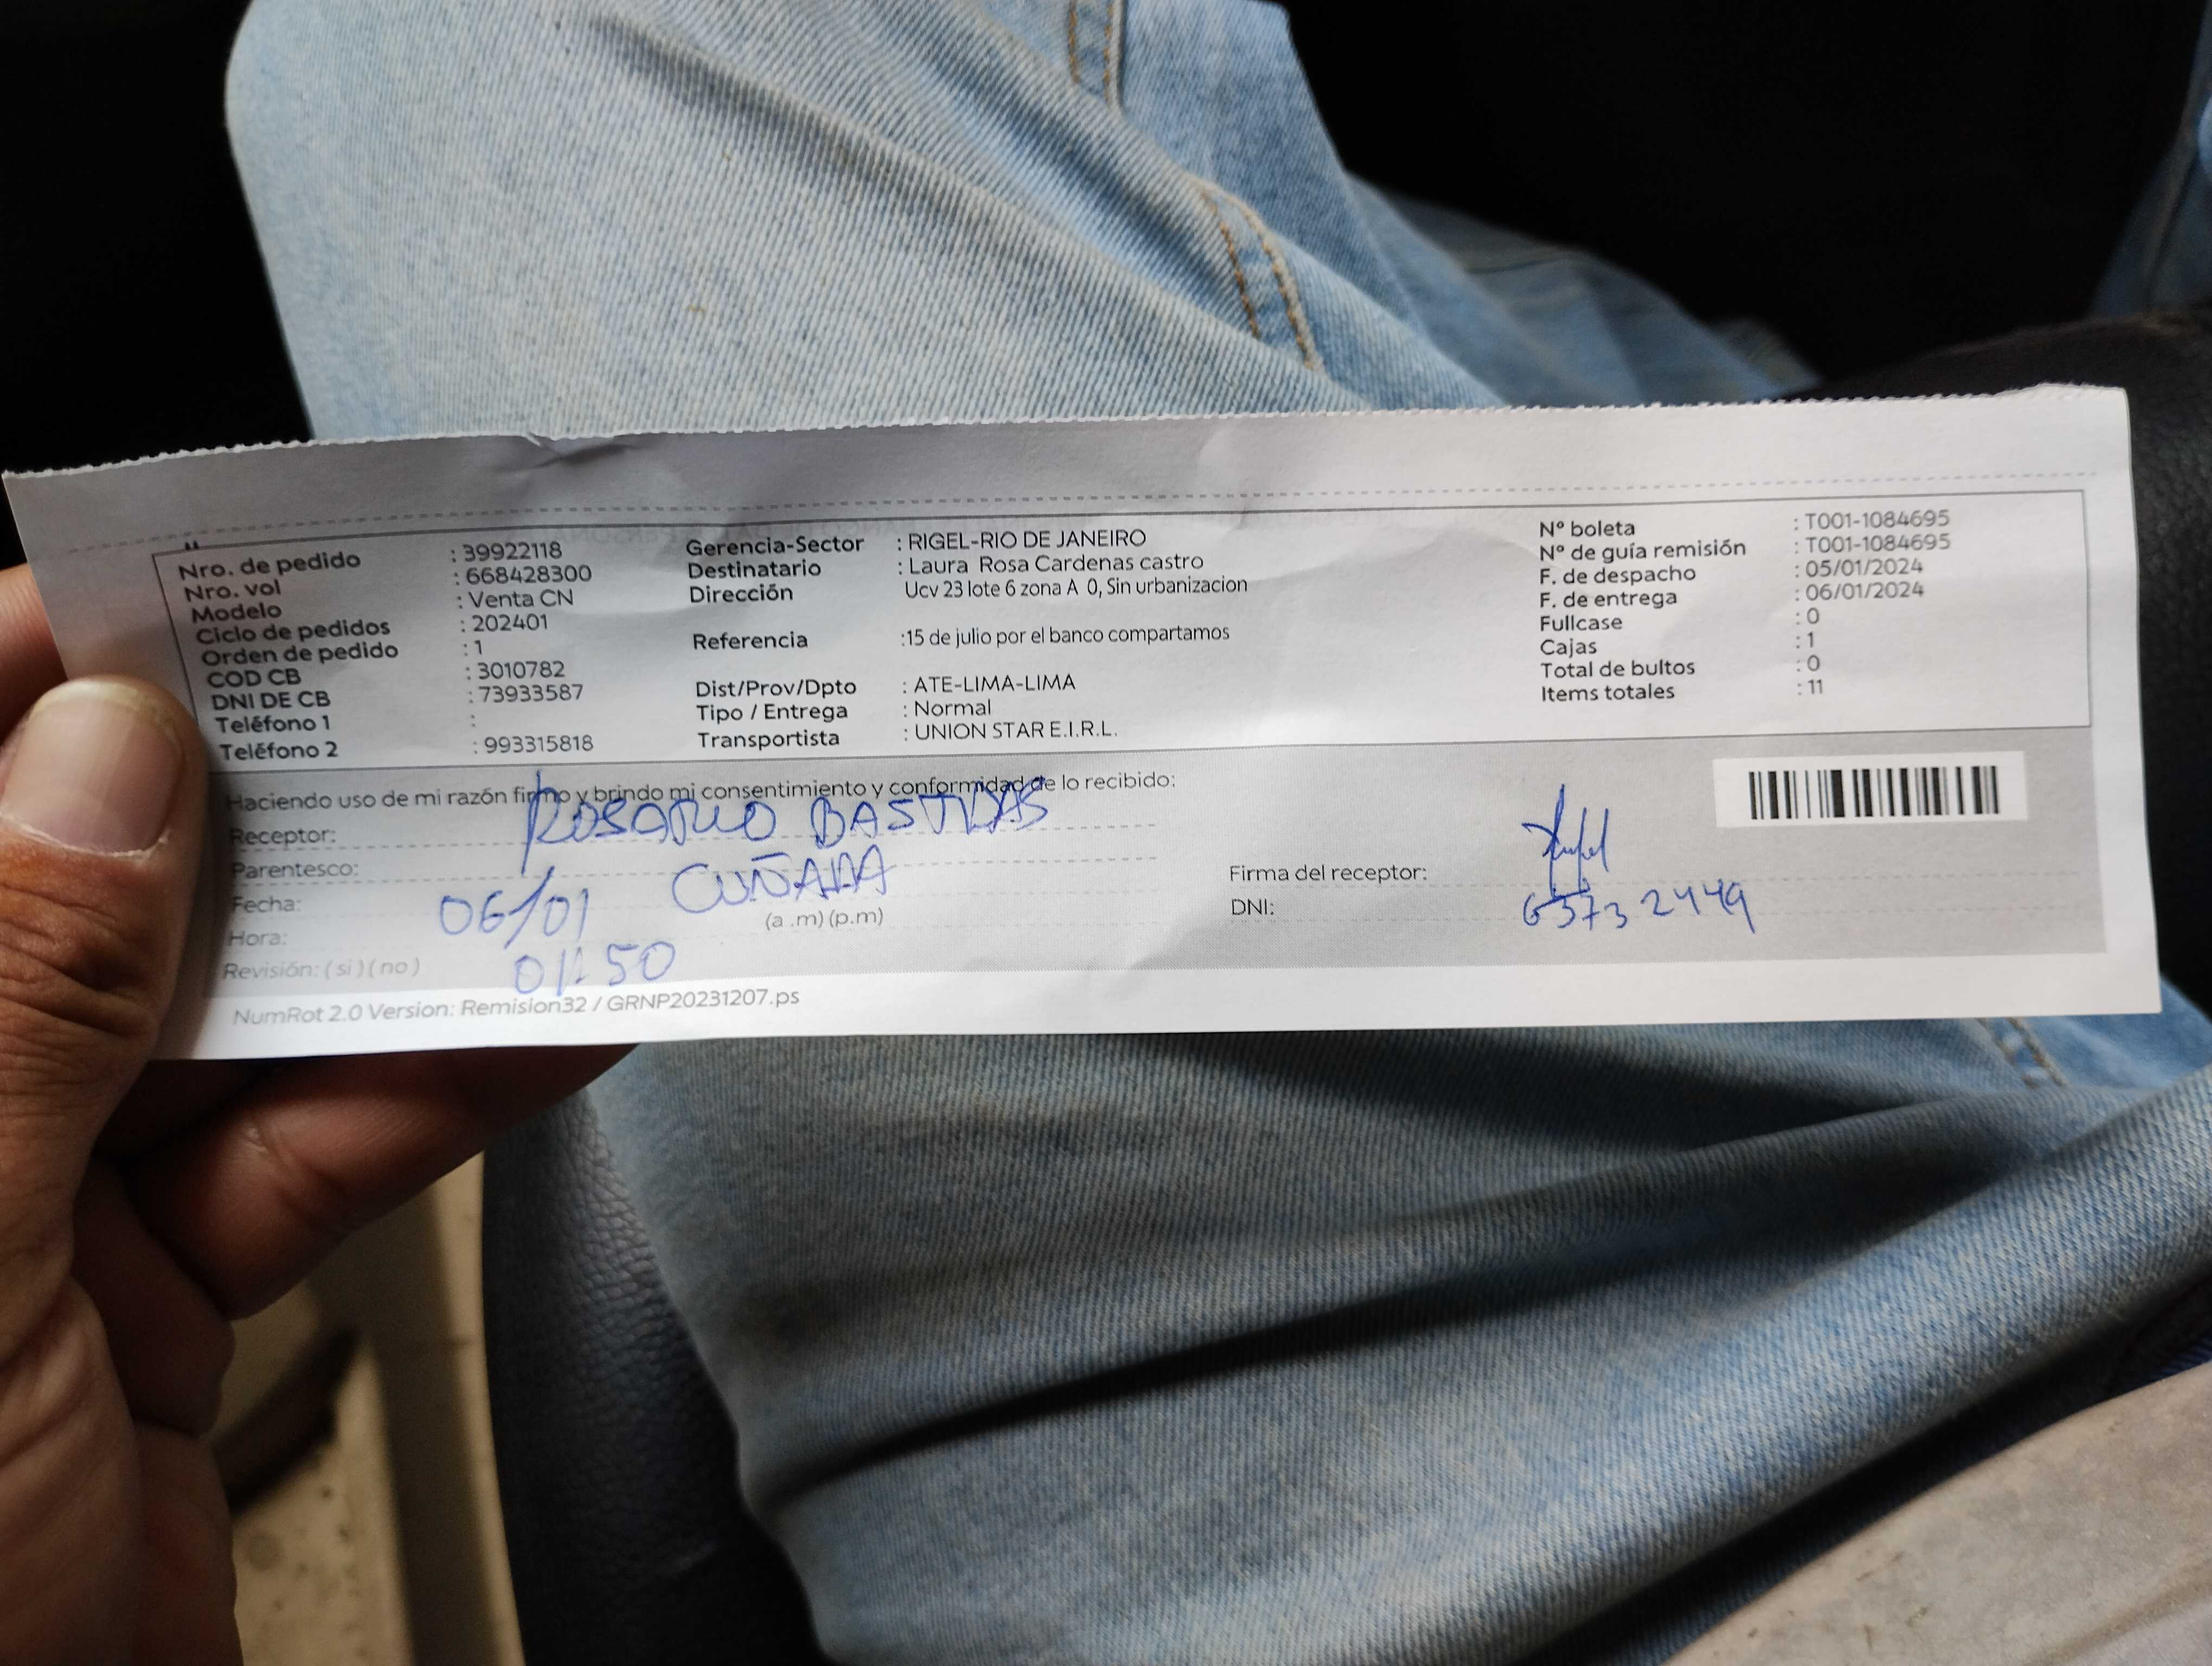 Nro. de pedido : 39922118
Nro. vol : 668428300
Modelo : Venta CN
Ciclo de pedidos : 202401
Orden de pedido : 1
COD CB : 3010782
DNI DE CB : 73933587
Teléfono 1 :
Teléfono 2 : 993315818
Gerencia-Sector : RIGEL-RIO DE JANEIRO
Destinatario : Laura Rosa Cardenas castro
Dirección Ucv 23 lote 6 zona A 0, Sin urbanizacion
Referencia :15 de julio por el banco compartamos
Dist/Prov/Dpto : ATE-LIMA-LIMA
Tipo / Entrega : Normal
Transportista : UNION STAR E.I.R.L.
Nº boleta : T001-1084695
Nº de guía remisión : T001-1084695
F. de despacho : 05/01/2024
F. de entrega : 06/01/2024
Fullcase : 0
Cajas : 1
Total de bultos : 0
Items totales : 11
Haciendo uso de mi razón firmo y brindo mi consentimiento y conformidad de lo recibido:
Receptor: ROSARIO BASTIDAS
Parentesco: CUÑADA
Fecha: 06/01
Hora: 01:50 (a .m) (p.m)
Revisión: ( si ) ( no )
Firma del receptor:
DNI:
NumRot 2.0 Version: Remision32 / GRNP20231207.ps